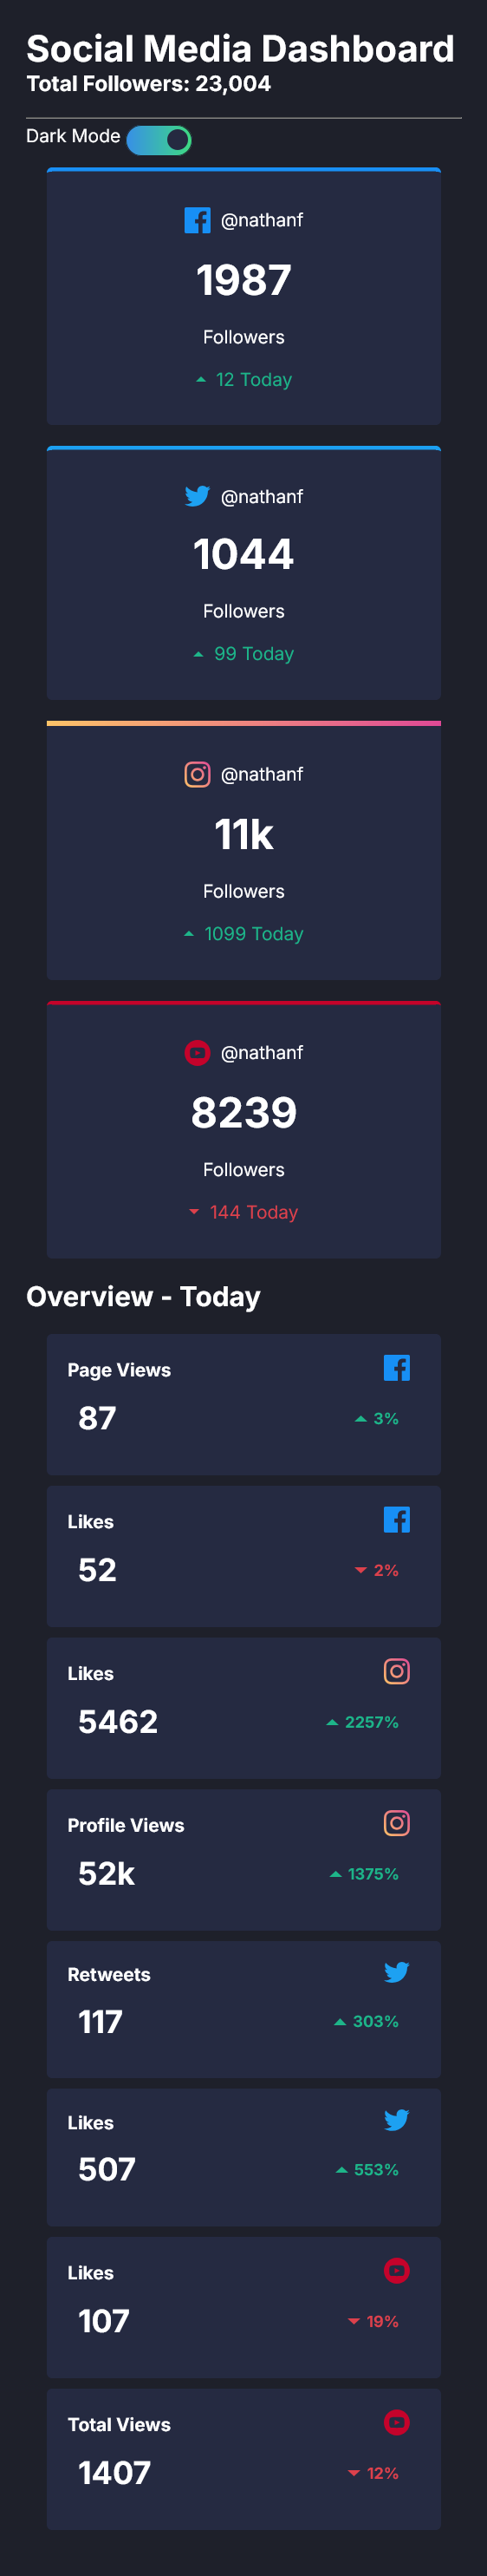 Social Media Dashboard
Total Followers: 23,004
Dark Mode
@nathanf
1987
Followers
12 Today
@nathanf
1044
Followers
99 Today
@nathanf
11k
Followers
1099 Today
@nathanf
8239
Followers
144 Today
Overview - Today
Page Views
87
3%
Likes
52
2%
Likes
5462
2257%
Profile Views
52k
1375%
Retweets
117
303%
Likes
507
553%
Likes
107
19%
Total Views
1407
12%